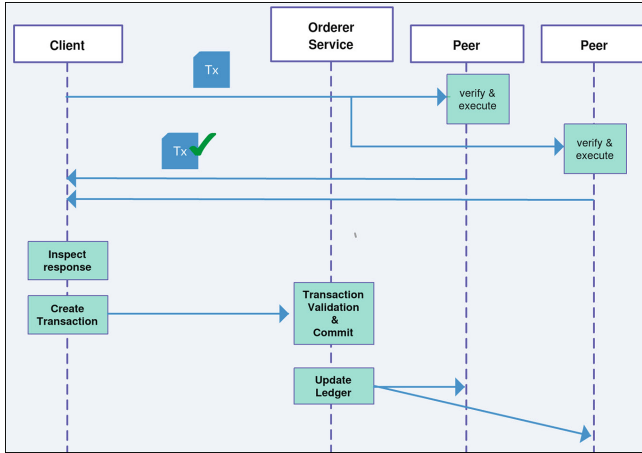 Client
Orderer
Service
Peer
Peer
Tx
verify &
execute
Tx
verify &
execute
Inspect
response
Create
Transaction
Transaction
Validation
&
Commit
Update
Ledger